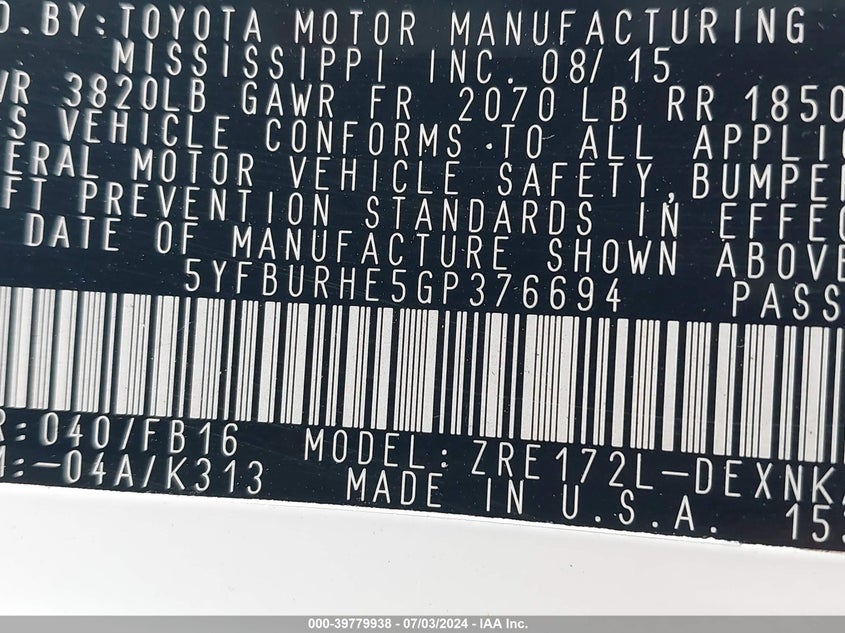 D.BY:TOYOTA MOTOR MANUFACTURING
MISSISSIPPI INC. 08/15
VR 3820LB GAWR FR 2070 LB RR 1850
S VEHICLE CONFORMS TO ALL APPLIC
ERAL MOTOR VEHICLE SAFETY,BUMPER
FT PREVENTION STANDARDS IN EFFEC
DATE OF MANUFACTURE SHOWN ABOVE
5YFBURHE5GP376694 PASS
R:040/FB16 MODEL:ZRE172L-DEXNKA
M:-04A/K313 MADE IN U.S.A. 153
000-39779938 - 07/03/2024 - IAA Inc.